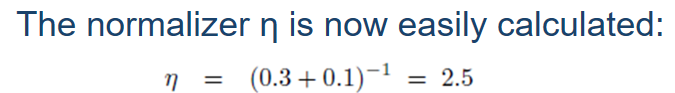 The normalizer η is now easily calculated:
η = (0.3 + 0.1)⁻¹ = 2.5